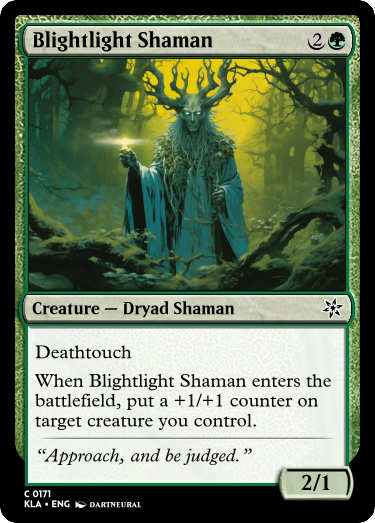 Blightlight Shaman 2
Creature — Dryad Shaman
Deathtouch
When Blightlight Shaman enters the
battlefield, put a +1/+1 counter on
target creature you control.
“Approach, and be judged.”
2/1
C 0171
KLA • ENG DARTNEURAL